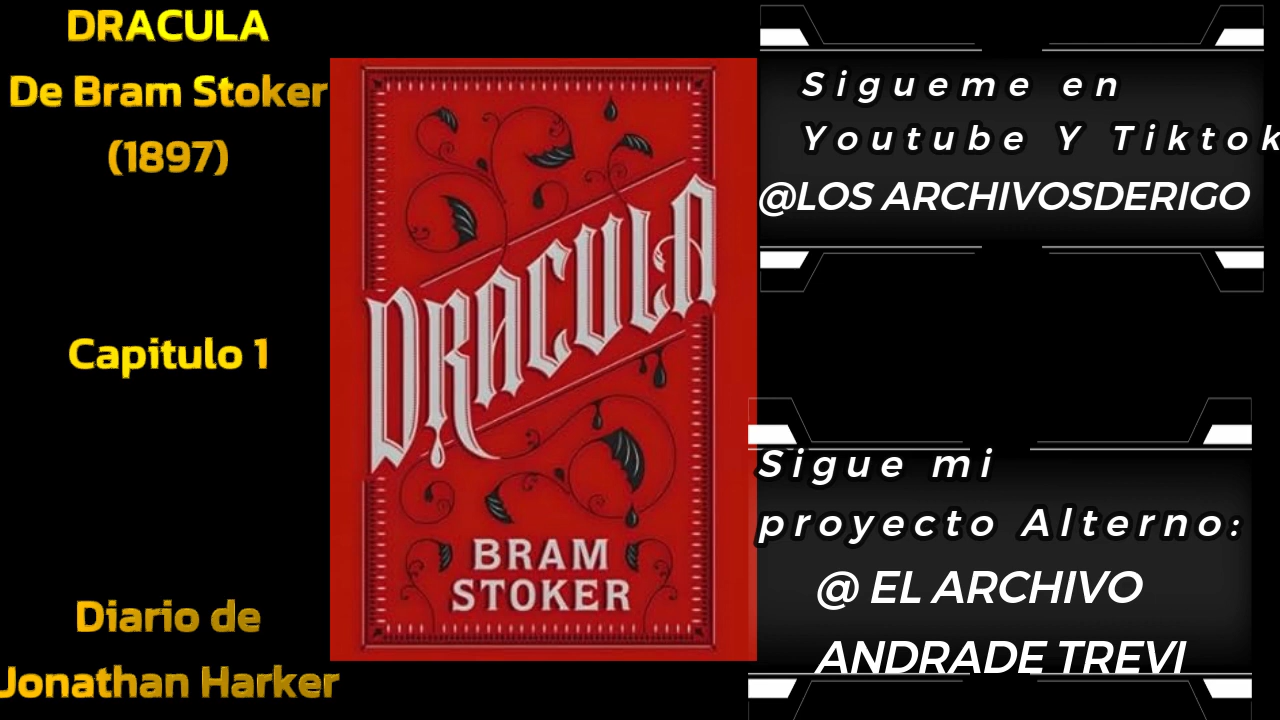 DRACULA
De Bram Stoker
(1897)
Capitulo 1
Diario de
Jonathan Harker
DRACULA
BRAM
STOKER
Sigueme en
Youtube Y Tiktok
@LOS ARCHIVOSDERIGO
Sigue mi
proyecto Alterno:
@ EL ARCHIVO
ANDRADE TREVI